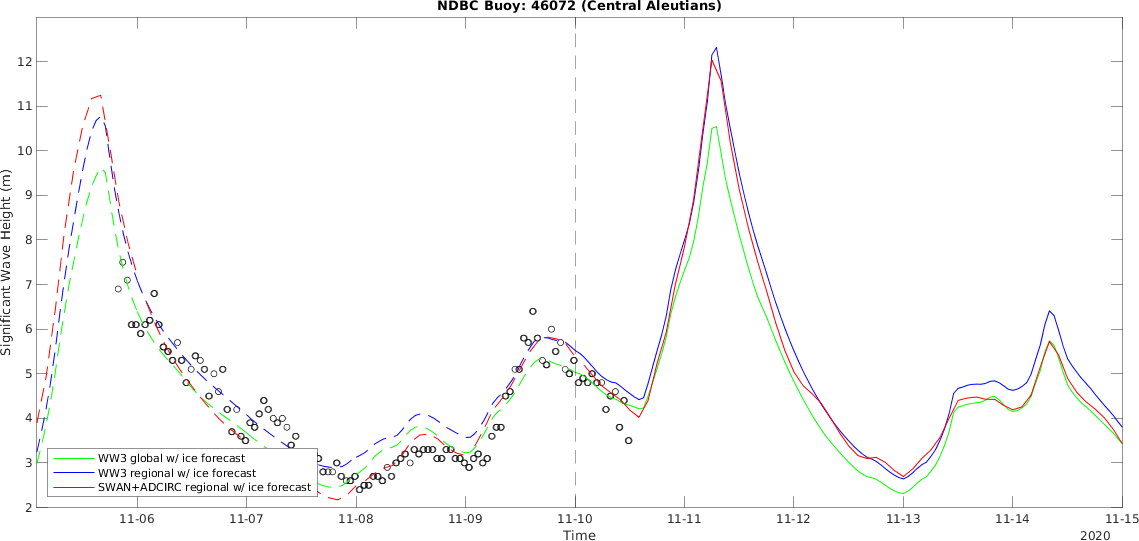 NDBC Buoy: 46072 (Central Aleutians)
12
11
10
9
8
7
6
5
4
3
2
Significant Wave Height (m)
WW3 global w/ ice forecast
WW3 regional w/ ice forecast
SWAN+ADCIRC regional w/ ice forecast
11-06 11-07 11-08 11-09 11-10 11-11 11-12 11-13 11-14 11-15
Time
2020